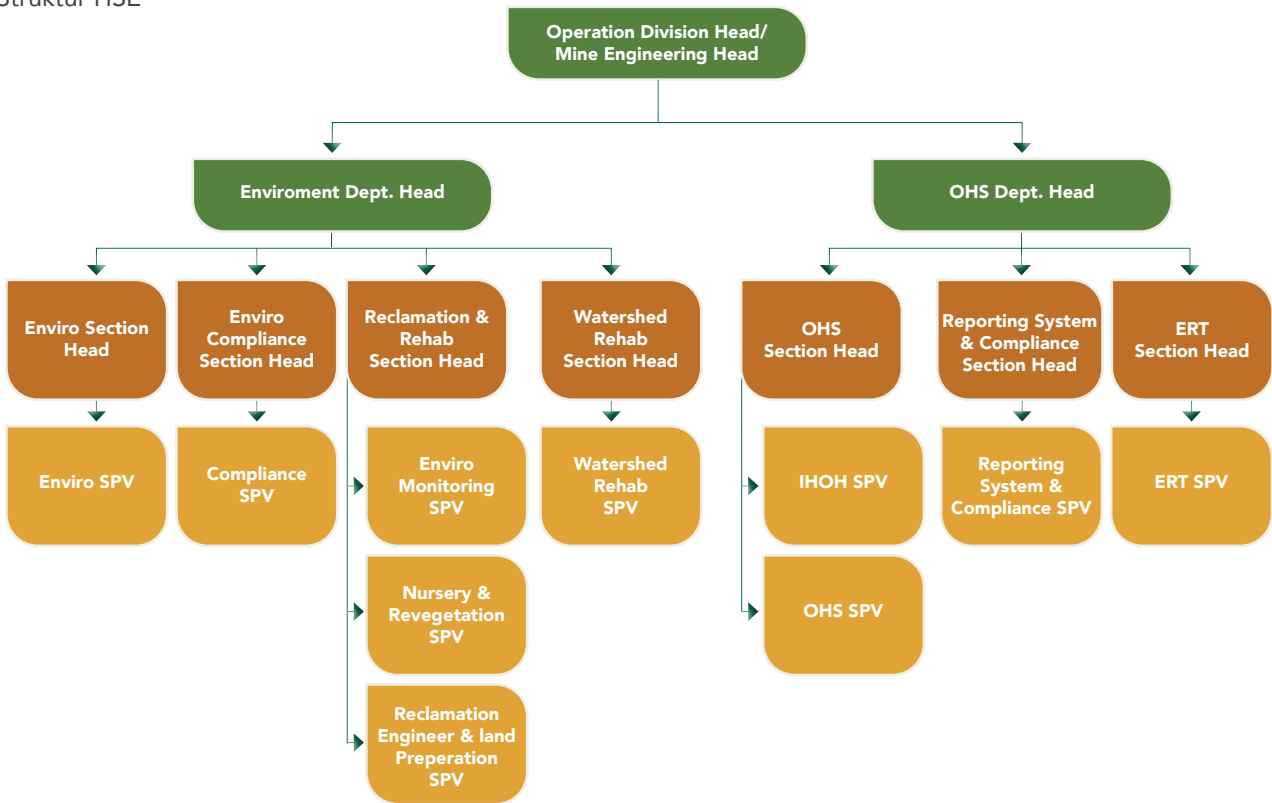 Struktur HSE
Operation Division Head/
Mine Engineering Head
Enviroment Dept. Head
OHS Dept. Head
Enviro Section
Head
Enviro
Compliance
Section Head
Reclamation &
Rehab
Section Head
Watershed
Rehab
Section Head
OHS
Section Head
Reporting System
& Compliance
Section Head
ERT
Section Head
Enviro SPV
Compliance
SPV
Enviro
Monitoring
SPV
Watershed
Rehab
SPV
IHOH SPV
Reporting
System &
Compliance SPV
ERT SPV
Nursery &
Revegetation
SPV
OHS SPV
Reclamation
Engineer & land
Preperation
SPV